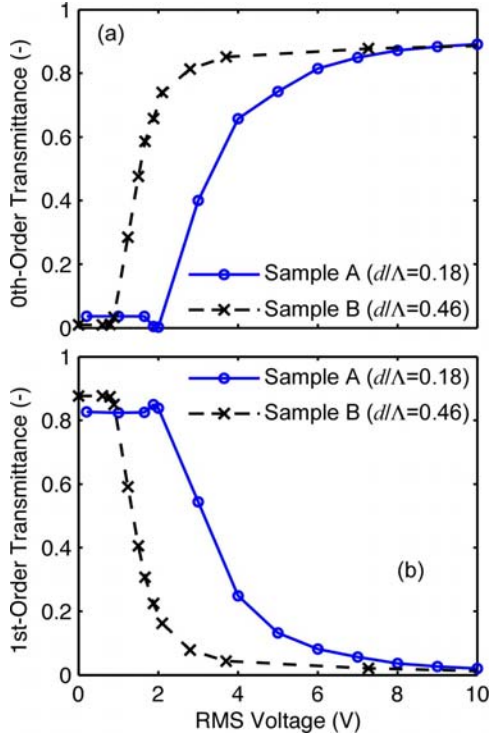 1
0.8
0.6
0.4
0.2
0
0th-Order Transmittance (-)
(a)
Sample A (d/Λ=0.18)
Sample B (d/Λ=0.46)
1
0.8
0.6
0.4
0.2
0
1st-Order Transmittance (-)
Sample A (d/Λ=0.18)
Sample B (d/Λ=0.46)
(b)
0 2 4 6 8 10
RMS Voltage (V)